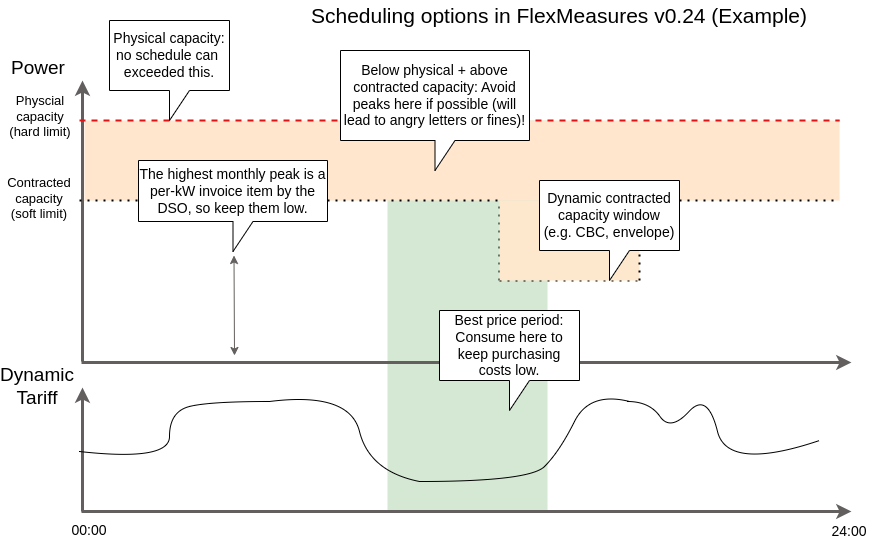 Scheduling options in FlexMeasures v0.24 (Example)
Physical capacity:
no schedule can
exceeded this.
Power
Below physical + above
contracted capacity: Avoid
peaks here if possible (will
lead to angry letters or fines)!
Physcial
capacity
(hard limit)
The highest monthly peak is a
per-kW invoice item by the
DSO, so keep them low.
Contracted
capacity
(soft limit)
Dynamic contracted
capacity window
(e.g. CBC, envelope)
Best price period:
Consume here to
keep purchasing
costs low.
Dynamic
Tariff
00:00
24:00